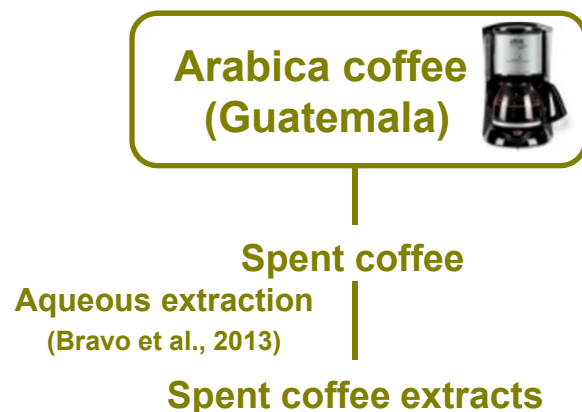 Arabica coffee
(Guatemala)
Spent coffee
Aqueous extraction
(Bravo et al., 2013)
Spent coffee extracts